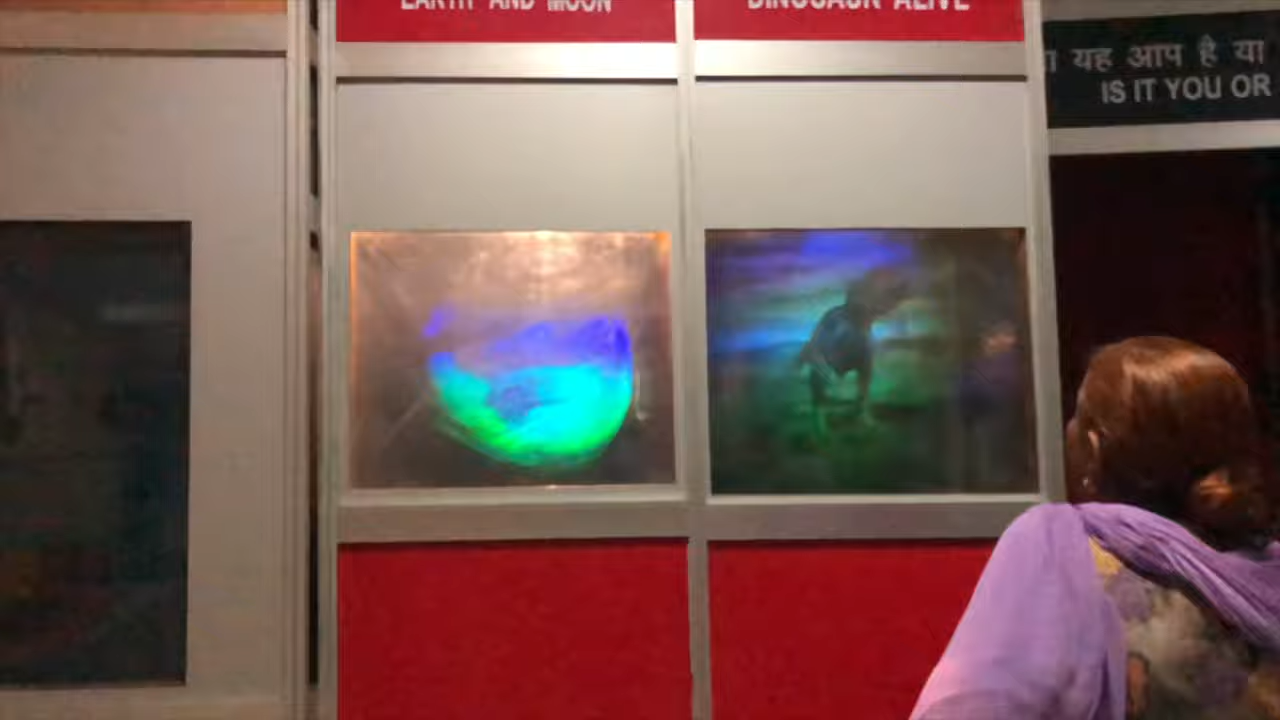 EARTH AND MOON
DINOSAUR ALIVE
यह आप है या
IS IT YOU OR